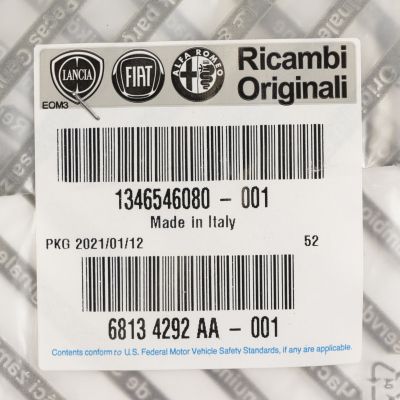 LANCIA FIAT ALFA ROMEO Ricambi
Originali
EOM3
1346546080 - 001
Made in Italy
PKG 2021/01/12 52
6813 4292 AA - 001
Contents conform to U.S. Federal Motor Vehicle Safety Standards, if any are applicable.